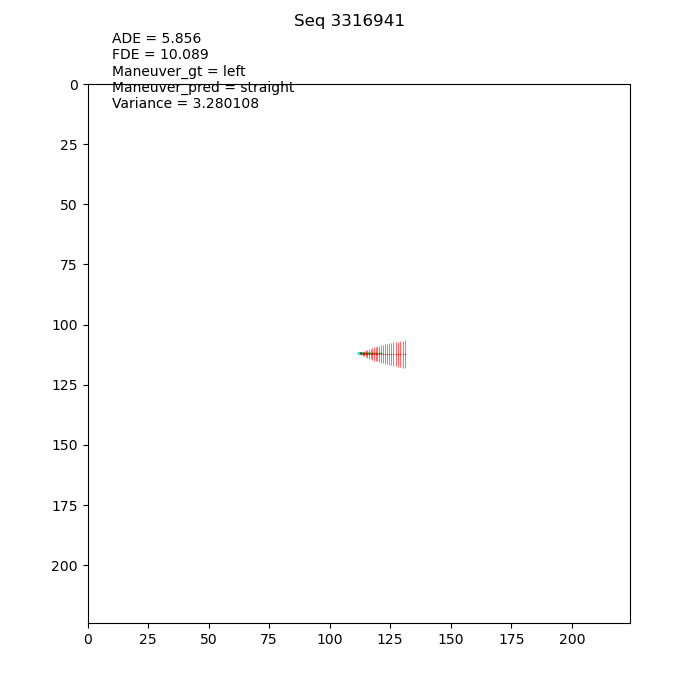 Seq 3316941
ADE = 5.856
FDE = 10.089
Maneuver_gt = left
Maneuver_pred = straight
Variance = 3.280108
0
25
50
75
100
125
150
175
200
0 25 50 75 100 125 150 175 200